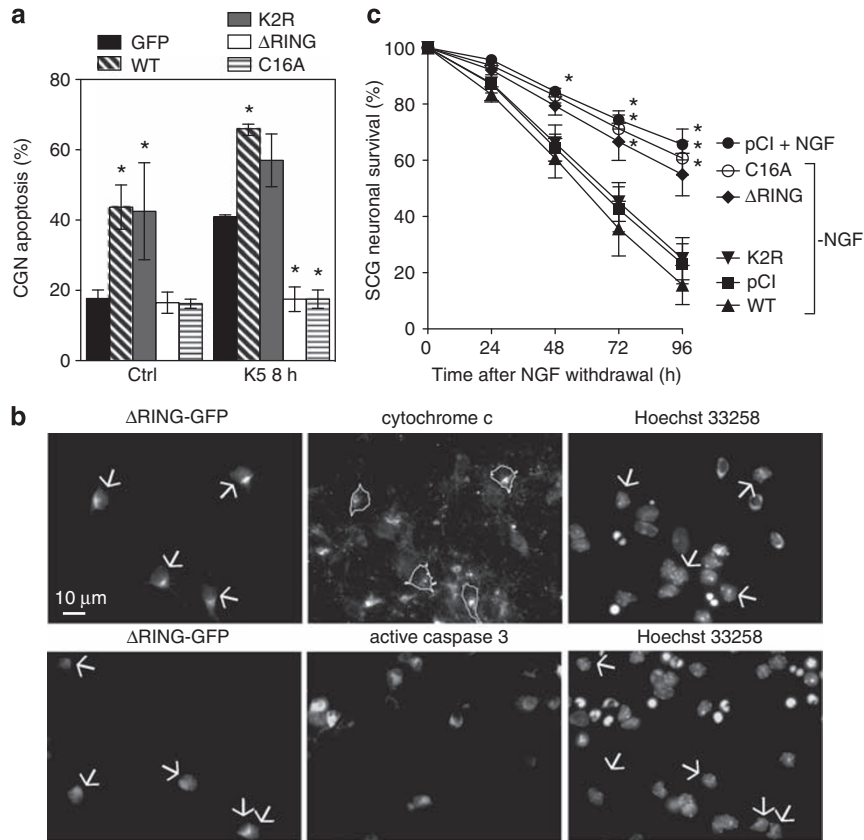 a
GFP
WT
K2R
ΔRING
C16A
CGN apoptosis (%)
80
60
40
20
0
*
*
*
*
*
Ctrl
K5 8 h
c
SCG neuronal survival (%)
100
80
60
40
20
0
*
*
*
*
*
*
*
0
24
48
72
96
Time after NGF withdrawal (h)
pCI + NGF
C16A
ΔRING
K2R
pCI
WT
-NGF
b
ΔRING-GFP
cytochrome c
Hoechst 33258
10 µm
ΔRING-GFP
active caspase 3
Hoechst 33258